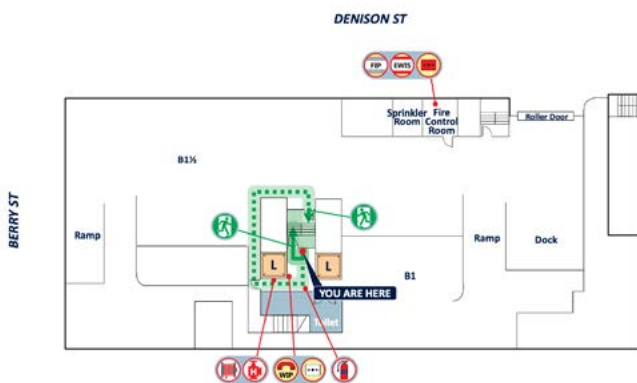 DENISON ST
FIP
EWIS
Sprinkler Room
Fire Control Room
Roller Door
B1½
BERRY ST
Ramp
Ramp
Dock
L
L
B1
YOU ARE HERE
Toilet
WIP